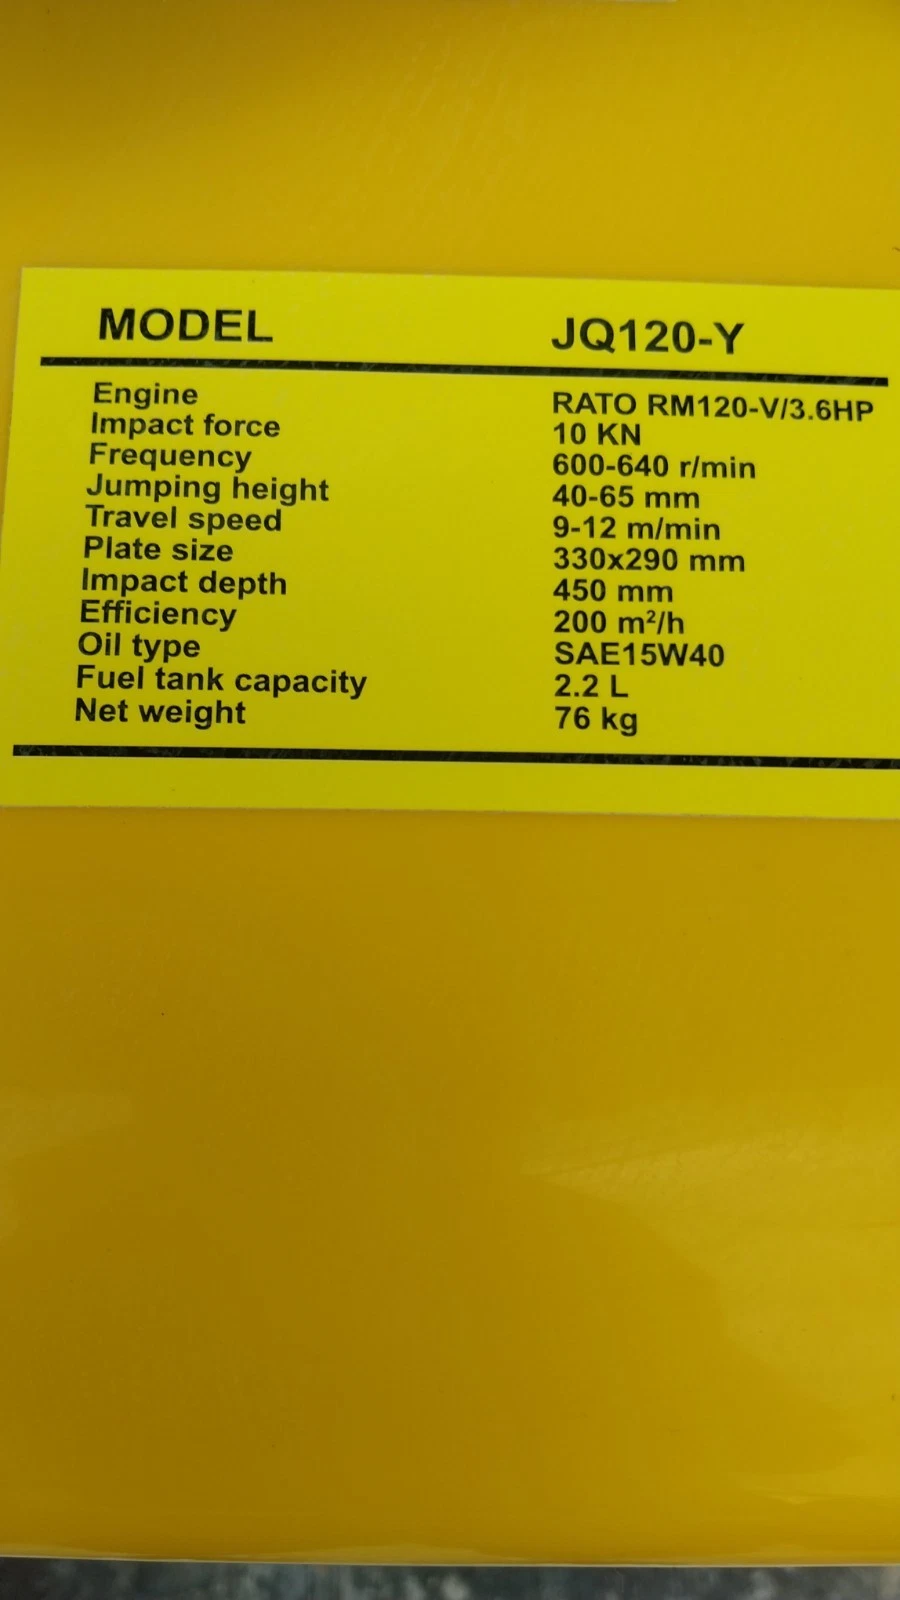 MODEL JQ120-Y
Engine RATO RM120-V/3.6HP
Impact force 10 KN
Frequency 600-640 r/min
Jumping height 40-65 mm
Travel speed 9-12 m/min
Plate size 330x290 mm
Impact depth 450 mm
Efficiency 200 m²/h
Oil type SAE15W40
Fuel tank capacity 2.2 L
Net weight 76 kg